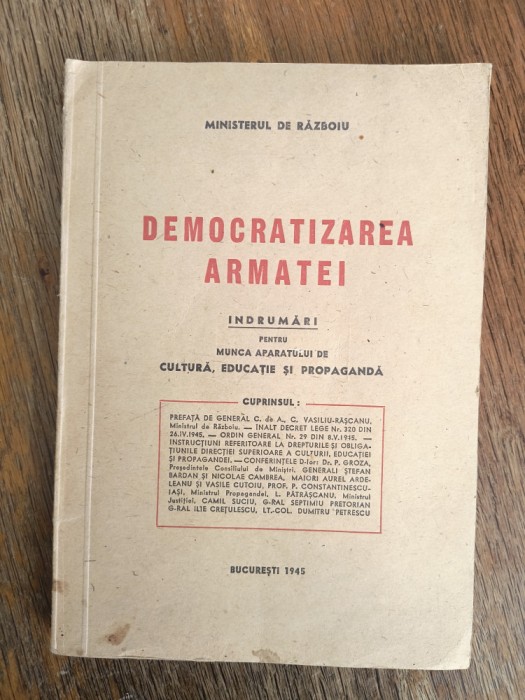 MINISTERUL DE RĂZBOIU
DEMOCRATIZAREA
ARMATEI
INDRUMĂRI
PENTRU
MUNCA APARATULUI DE
CULTURĂ, EDUCAȚIE ȘI PROPAGANDĂ
CUPRINSUL :
PREFAȚĂ DE GENERAL C. de A., C. VASILIU-RĂȘCANU,
Ministrul de Războiu. — INALT DECRET LEGE Nr. 320 DIN
26.IV.1945, — ORDIN GENERAL Nr. 29 DIN 8.V.1945. —
INSTRUCȚIUNI REFERITOARE LA DREPTURILE ȘI OBLIGA-
ȚIUNILE DIRECȚIEI SUPERIOARE A CULTURII, EDUCAȚIEI
ȘI PROPAGANDEI. — CONFERINȚELE D-lor: Dr. P. GROZA,
Președintele Consiliului de Miniștri, GENERALI ȘTEFAN
BARDAN ȘI NICOLAE CAMBREA, MAIORI AUREL ARDE-
LEANU ȘI VASILE CUTOIU, PROF. P. CONSTANTINESCU-
IAȘI, Ministrul Propagandei, L. PĂTRĂȘCANU, Ministrul
Justiției, CAMIL SUCIU, G-RAL SEPTIMIU PRETORIAN
G-RAL ILIE CREȚULESCU, LT.-COL. DUMITRU PETRESCU
BUCUREȘTI 1945